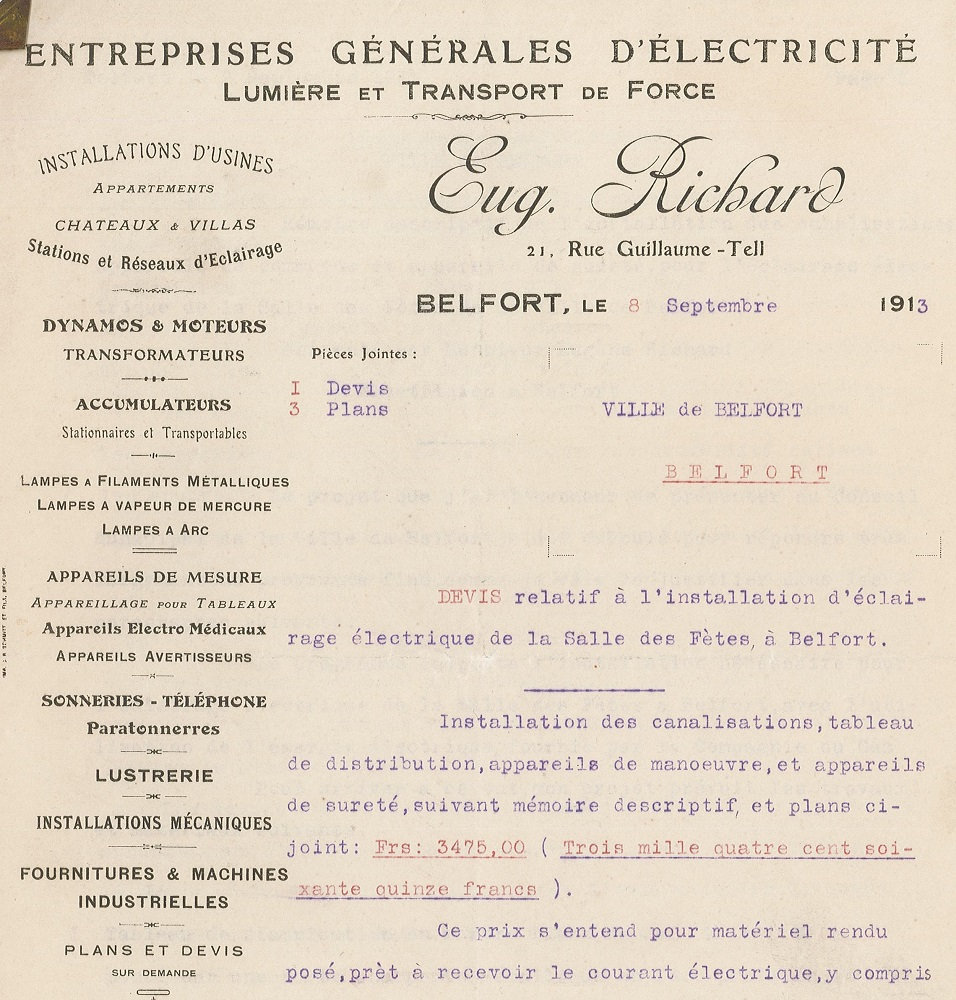 ENTREPRISES GÉNÉRALES D'ÉLECTRICITÉ
LUMIÈRE ET TRANSPORT DE FORCE
Eug. Richard
21, Rue Guillaume-Tell
BELFORT, LE 8 Septembre 1913
INSTALLATIONS D'USINES
APPARTEMENTS
CHATEAUX & VILLAS
Stations et Réseaux d'Eclairage
DYNAMOS & MOTEURS
TRANSFORMATEURS
ACCUMULATEURS
Stationnaires et Transportables
LAMPES A FILAMENTS MÉTALLIQUES
LAMPES A VAPEUR DE MERCURE
LAMPES A ARC
APPAREILS DE MESURE
APPAREILLAGE POUR TABLEAUX
Appareils Electro Médicaux
APPAREILS AVERTISSEURS
SONNERIES - TÉLÉPHONE
Paratonnerres
LUSTRERIE
INSTALLATIONS MÉCANIQUES
FOURNITURES & MACHINES
INDUSTRIELLES
PLANS ET DEVIS
SUR DEMANDE
Pièces Jointes :
1 Devis
3 Plans
VILLE de BELFORT
BELFORT
DEVIS relatif à l'installation d'éclai-
rage électrique de la Salle des Fètes, à Belfort.
Installation des canalisations,tableau
de distribution,appareils de manoeuvre,et appareils
de sureté,suivant mémoire descriptif, et plans ci-
joint: Frs: 3475,00 ( Trois mille quatre cent soi-
xante quinze francs ).
Ce prix s'entend pour matériel rendu
posé,prèt à recevoir le courant électrique,y compris